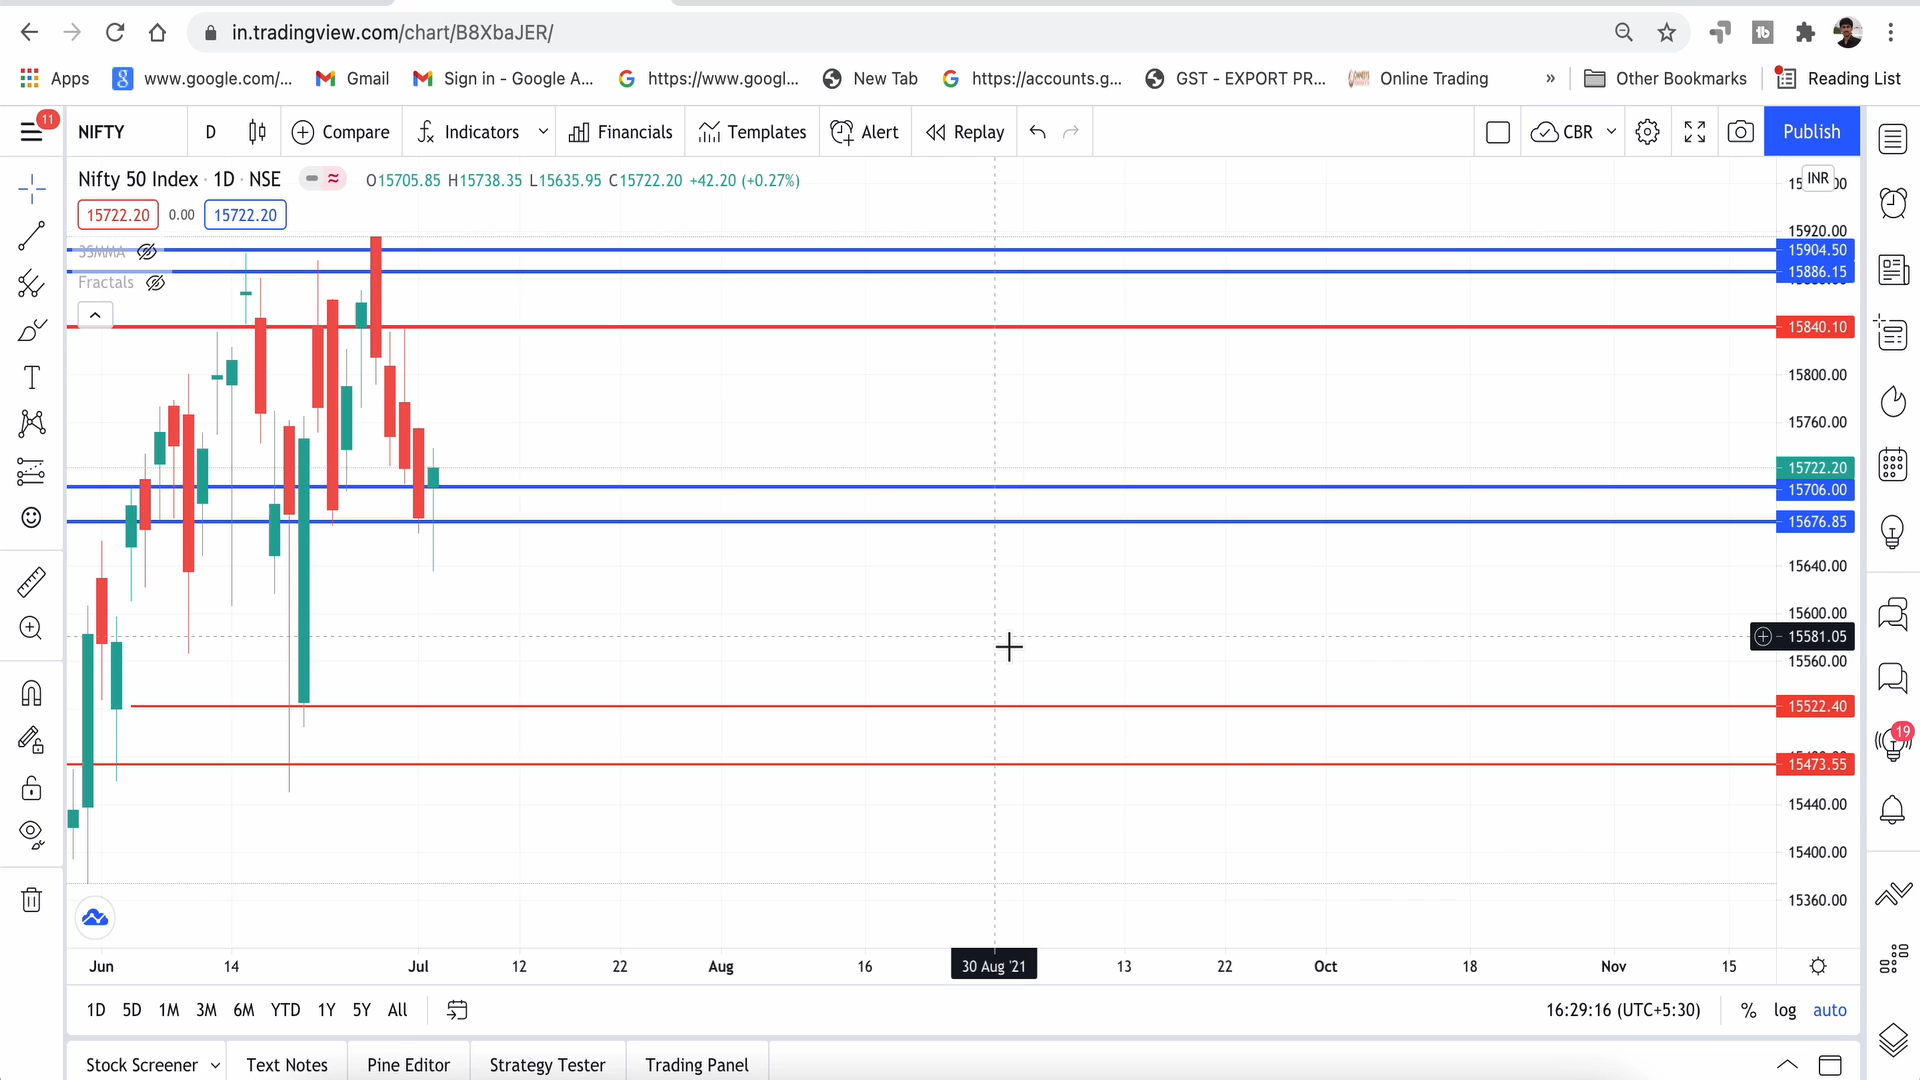 in.tradingview.com/chart/B8XbaJER/
Apps
www.google.com/...
Gmail
Sign in - Google A...
https://www.googl...
New Tab
https://accounts.g...
GST - EXPORT PR...
Online Trading
»
Other Bookmarks
Reading List
11
NIFTY
D
Compare
Indicators
Financials
Templates
Alert
Replay
CBR
Publish
Nifty 50 Index · 1D · NSE
O15705.85 H15738.35 L15635.95 C15722.20 +42.20 (+0.27%)
INR
15722.20
0.00
15722.20
15920.00
3SMMA
15904.50
15886.15
Fractals
15840.10
15800.00
15760.00
15722.20
15706.00
15676.85
15640.00
15600.00
15581.05
15560.00
15522.40
19
15473.55
15440.00
15400.00
15360.00
Jun
14
Jul
12
22
Aug
16
30 Aug '21
13
22
Oct
18
Nov
15
1D
5D
1M
3M
6M
YTD
1Y
5Y
All
16:29:16 (UTC+5:30)
%
log
auto
Stock Screener
Text Notes
Pine Editor
Strategy Tester
Trading Panel